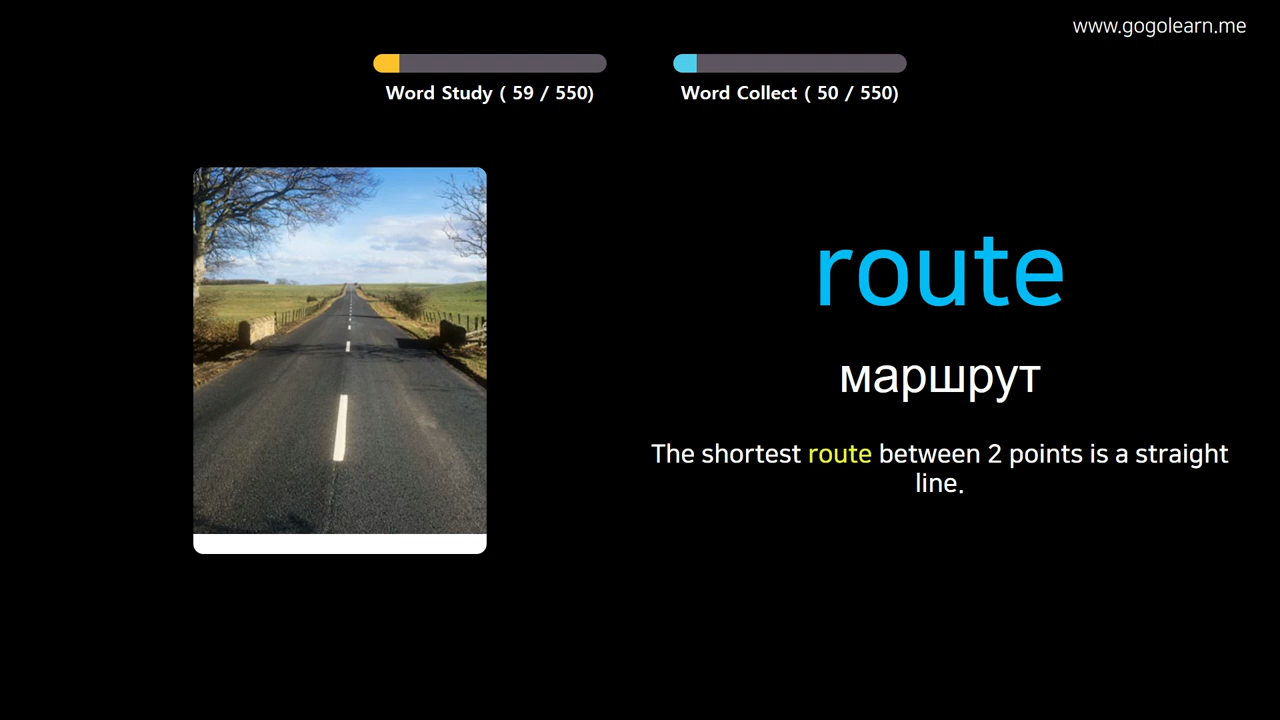 www.gogolearn.me
Word Study ( 59 / 550)
Word Collect ( 50 / 550)
route
маршрут
The shortest route between 2 points is a straight
line.